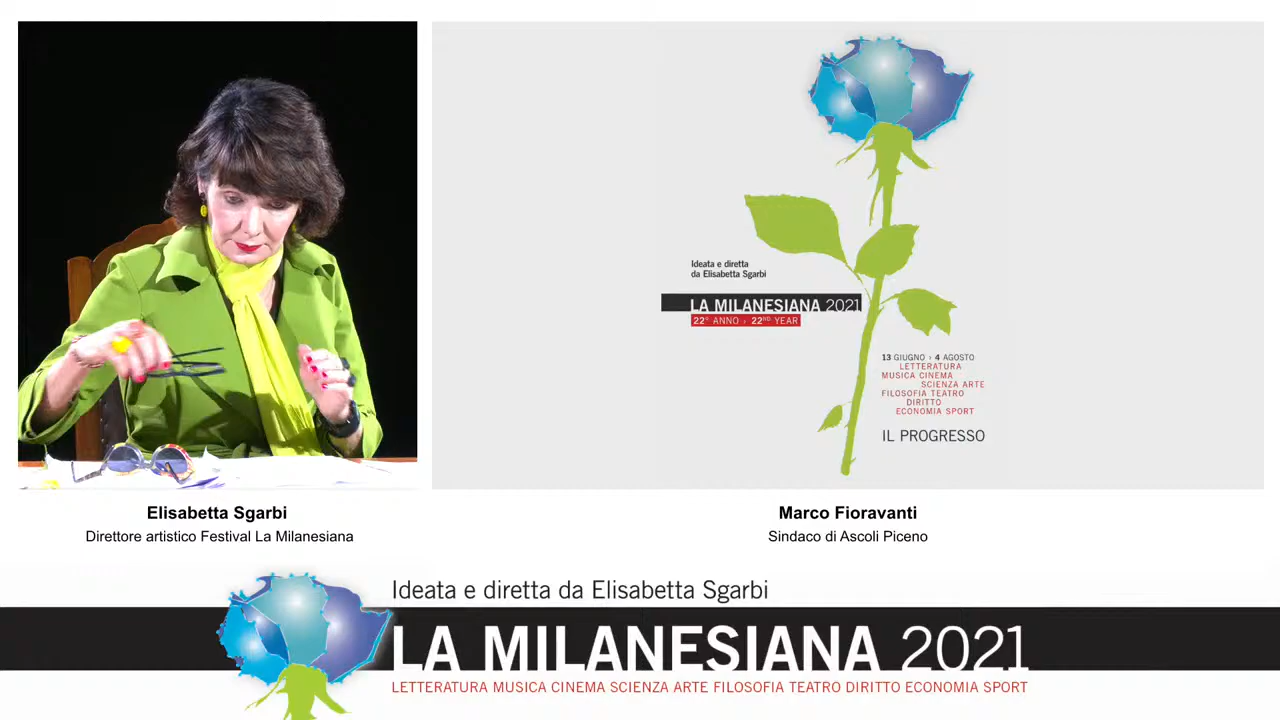 Ideata e diretta
da Elisabetta Sgarbi
LA MILANESIANA 2021
22° ANNO › 22ND YEAR
13 GIUGNO › 4 AGOSTO
LETTERATURA
MUSICA CINEMA
SCIENZA ARTE
FILOSOFIA TEATRO
DIRITTO
ECONOMIA SPORT
IL PROGRESSO
Elisabetta Sgarbi
Direttore artistico Festival La Milanesiana
Marco Fioravanti
Sindaco di Ascoli Piceno
Ideata e diretta da Elisabetta Sgarbi
LA MILANESIANA 2021
LETTERATURA MUSICA CINEMA SCIENZA ARTE FILOSOFIA TEATRO DIRITTO ECONOMIA SPORT